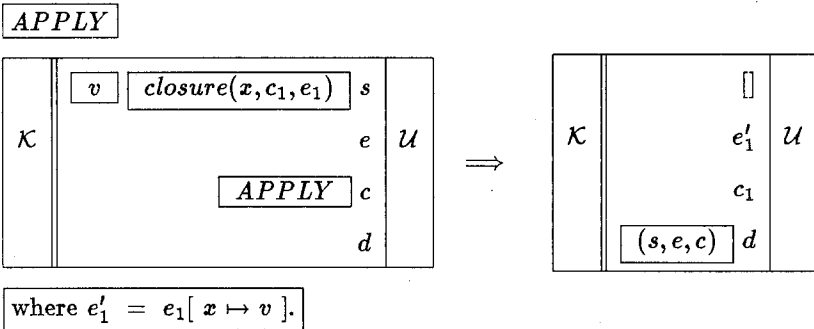 APPLY
v closure(x, c₁, e₁) s []
𝒦 e 𝒰 ⟹ 𝒦 e′₁ 𝒰
APPLY c c₁
d (s, e, c) d
where e′₁ = e₁[ x ↦ v ].